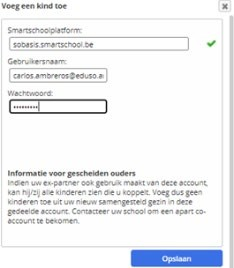 Voeg een kind toe
Smartschoolplatform:
sobasis.smartschool.be
Gebruikersnaam:
carlos.ambreros@eduso.a
Wachtwoord:
•••••••••
Informatie voor gescheiden ouders
Indien uw ex-partner ook gebruik maakt van deze account,
kan hij/zij alle kinderen zien die u koppelt. Voeg dus geen
kinderen toe uit uw nieuw samengesteld gezin in deze
gedeelde account. Contacteer uw school om een apart co-
account te bekomen.
Opslaan